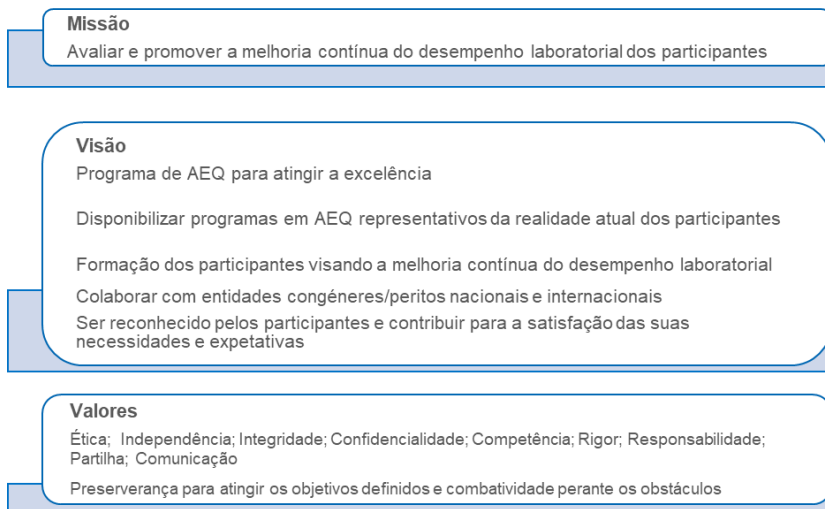 Missão
Avaliar e promover a melhoria contínua do desempenho laboratorial dos participantes
Visão
Programa de AEQ para atingir a excelência
Disponibilizar programas em AEQ representativos da realidade atual dos participantes
Formação dos participantes visando a melhoria contínua do desempenho laboratorial
Colaborar com entidades congéneres/peritos nacionais e internacionais
Ser reconhecido pelos participantes e contribuir para a satisfação das suas
necessidades e expetativas
Valores
Ética; Independência; Integridade; Confidencialidade; Competência; Rigor; Responsabilidade;
Partilha; Comunicação
Preserverança para atingir os objetivos definidos e combatividade perante os obstáculos